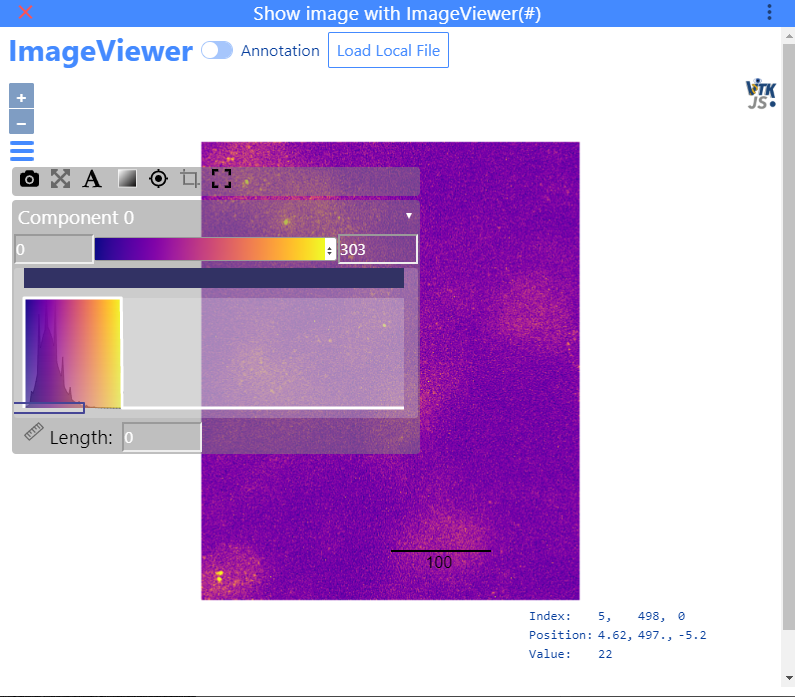 Show image with ImageViewer(#)
ImageViewer Annotation Load Local File
+
VTK
JS
−
A
Component 0
0 303
Length: 0
100
Index: 5, 498, 0
Position: 4.62, 497., -5.2
Value: 22